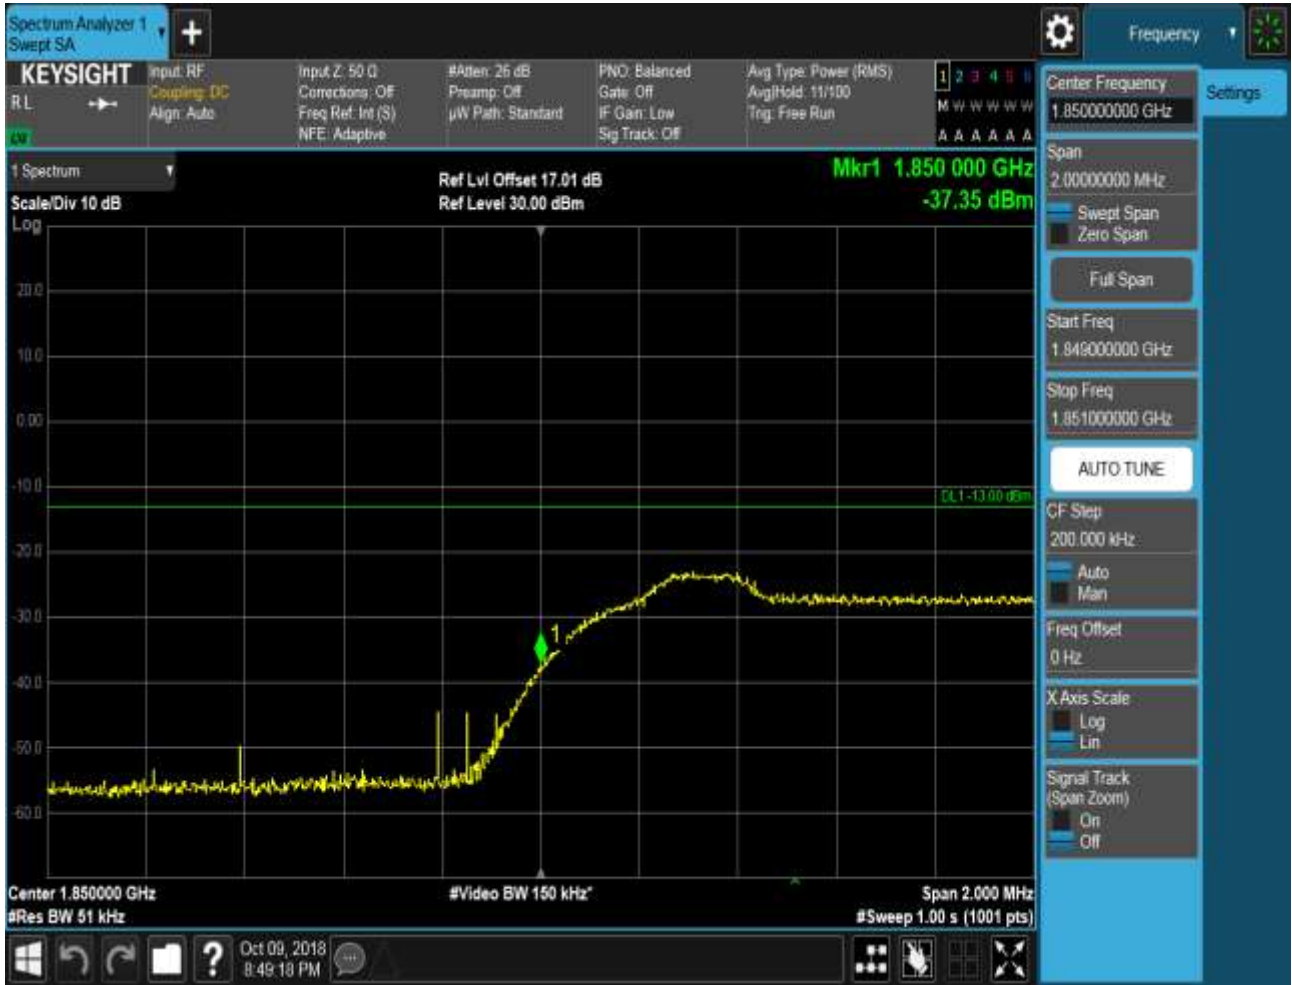 Spectrum Analyzer 1
Swept SA
+
Frequency
KEYSIGHT
R L
LW
Input: RF
Coupling: DC
Align: Auto
Input Z: 50 Ω
Corrections: Off
Freq Ref: Int (S)
NFE: Adaptive
#Atten: 26 dB
Preamp: Off
µW Path: Standard
PNO: Balanced
Gate: Off
IF Gain: Low
Sig Track: Off
Avg Type: Power (RMS)
Avg|Hold: 11/100
Trig: Free Run
1 2 3 4 5 6
M W W W W W
A A A A A A
1 Spectrum
Scale/Div 10 dB
Log
Ref Lvl Offset 17.01 dB
Ref Level 30.00 dBm
Mkr1 1.850 000 GHz
-37.35 dBm
20.0
10.0
0.00
-10.0
-20.0
-30.0
-40.0
-50.0
-60.0
DL1 -13.00 dBm
1
Center 1.850000 GHz
#Res BW 51 kHz
#Video BW 150 kHz*
Span 2.000 MHz
#Sweep 1.00 s (1001 pts)
Center Frequency
1.850000000 GHz
Settings
Span
2.00000000 MHz
Swept Span
Zero Span
Full Span
Start Freq
1.849000000 GHz
Stop Freq
1.851000000 GHz
AUTO TUNE
CF Step
200.000 kHz
Auto
Man
Freq Offset
0 Hz
X Axis Scale
Log
Lin
Signal Track
(Span Zoom)
On
Off
?
Oct 09, 2018
8:49:18 PM